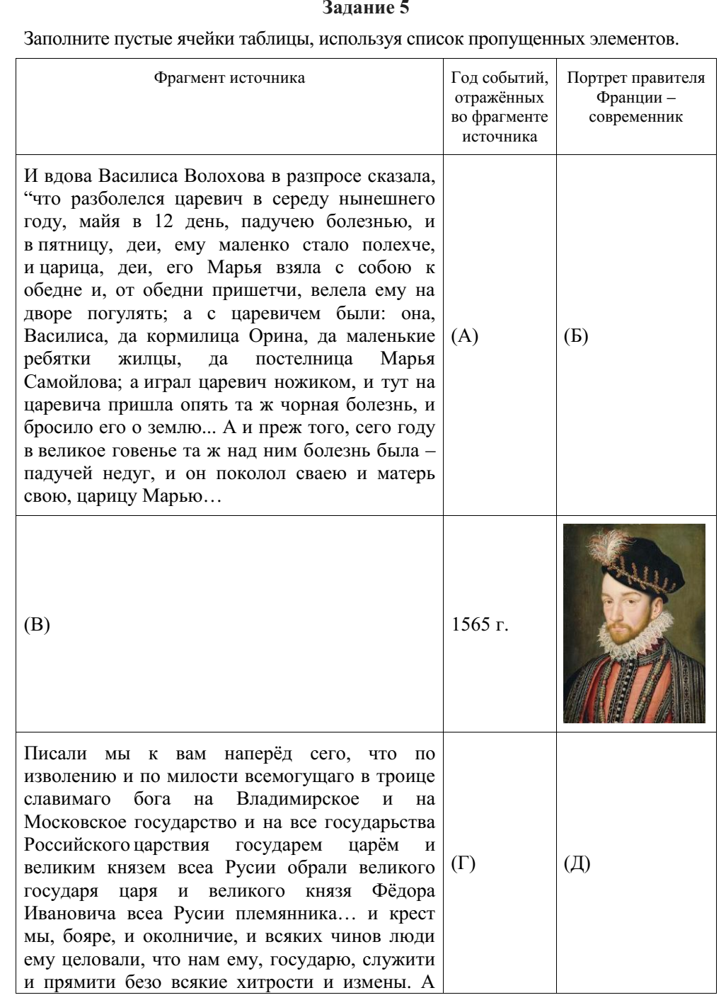 Задание 5
Заполните пустые ячейки таблицы, используя список пропущенных элементов.
Фрагмент источника
Год событий,
отражённых
во фрагменте
источника
Портрет правителя
Франции –
современник
И вдова Василиса Волохова в разпросе сказала,
“что разболелся царевич в середу нынешнего
году, майя в 12 день, падучею болезнью, и
в пятницу, деи, ему маленко стало полехче,
и царица, деи, его Марья взяла с собою к
обедне и, от обедни пришетчи, велела ему на
дворе погулять; а с царевичем были: она,
Василиса, да кормилица Орина, да маленькие
ребятки жилцы, да постелница Марья
Самойлова; а играл царевич ножиком, и тут на
царевича пришла опять та ж чорная болезнь, и
бросило его о землю... А и преж того, сего году
в великое говенье та ж над ним болезнь была –
падучей недуг, и он поколол сваею и матерь
свою, царицу Марью…
(А)
(Б)
(В)
1565 г.
Писали мы к вам наперёд сего, что по
изволению и по милости всемогущаго в троице
славимаго бога на Владимирское и на
Московское государство и на все государьства
Российского царствия государем царём и
великим князем всеа Русии обрали великого
государя царя и великого князя Фёдора
Ивановича всеа Русии племянника… и крест
мы, бояре, и околничие, и всяких чинов люди
ему целовали, что нам ему, государю, служити
и прямити безо всякие хитрости и измены. А
(Г)
(Д)